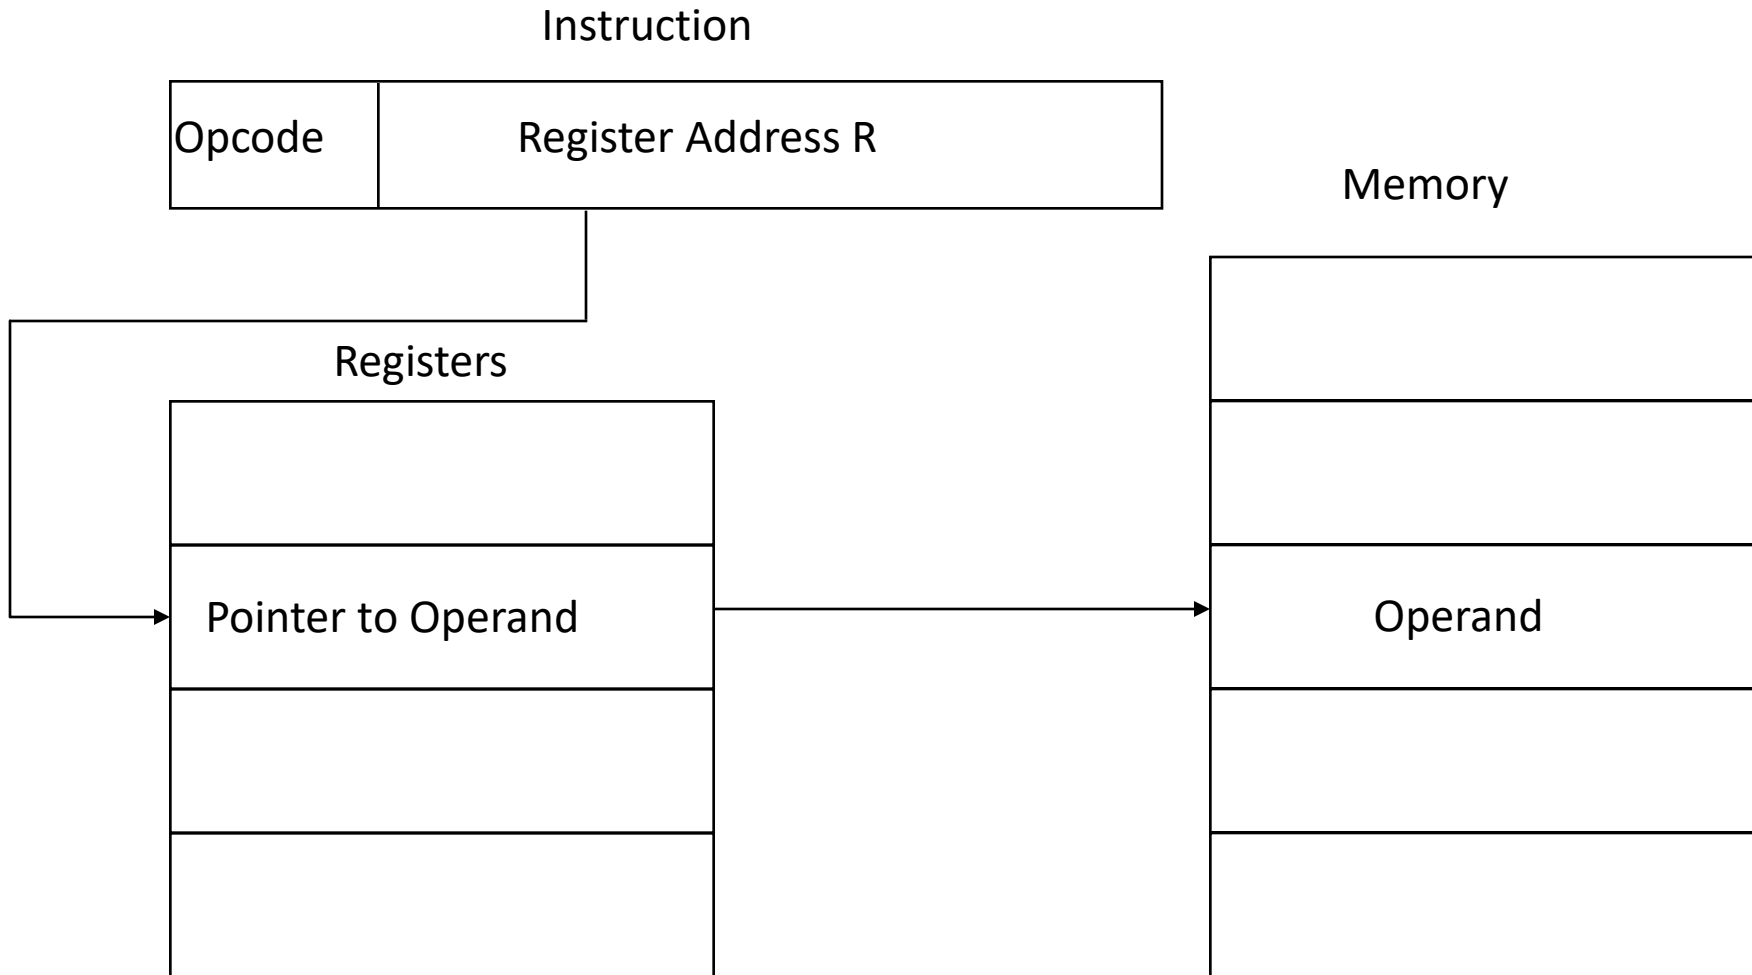 Instruction
Opcode
Register Address R
Memory
Registers
Pointer to Operand
Operand